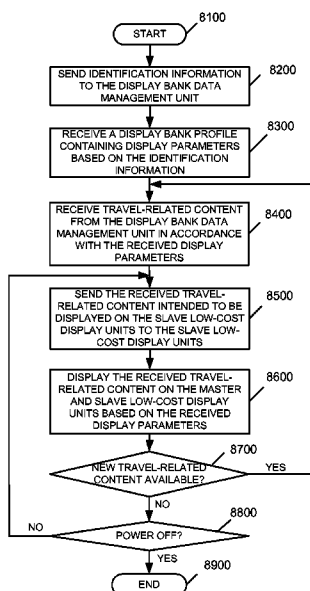 8100
START
8200
SEND IDENTIFICATION INFORMATION
TO THE DISPLAY BANK DATA
MANAGEMENT UNIT
8300
RECEIVE A DISPLAY BANK PROFILE
CONTAINING DISPLAY PARAMETERS
BASED ON THE IDENTIFICATION
INFORMATION
8400
RECEIVE TRAVEL-RELATED CONTENT
FROM THE DISPLAY BANK DATA
MANAGEMENT UNIT IN ACCORDANCE
WITH THE RECEIVED DISPLAY
PARAMETERS
8500
SEND THE RECEIVED TRAVEL-
RELATED CONTENT INTENDED TO BE
DISPLAYED ON THE SLAVE LOW-COST
DISPLAY UNITS TO THE SLAVE LOW-
COST DISPLAY UNITS
8600
DISPLAY THE RECEIVED TRAVEL-
RELATED CONTENT ON THE MASTER
AND SLAVE LOW-COST DISPLAY
UNITS BASED ON THE RECEIVED
DISPLAY PARAMETERS
8700
NEW TRAVEL-RELATED
CONTENT AVAILABLE?
YES
NO
8800
NO
POWER OFF?
YES
8900
END